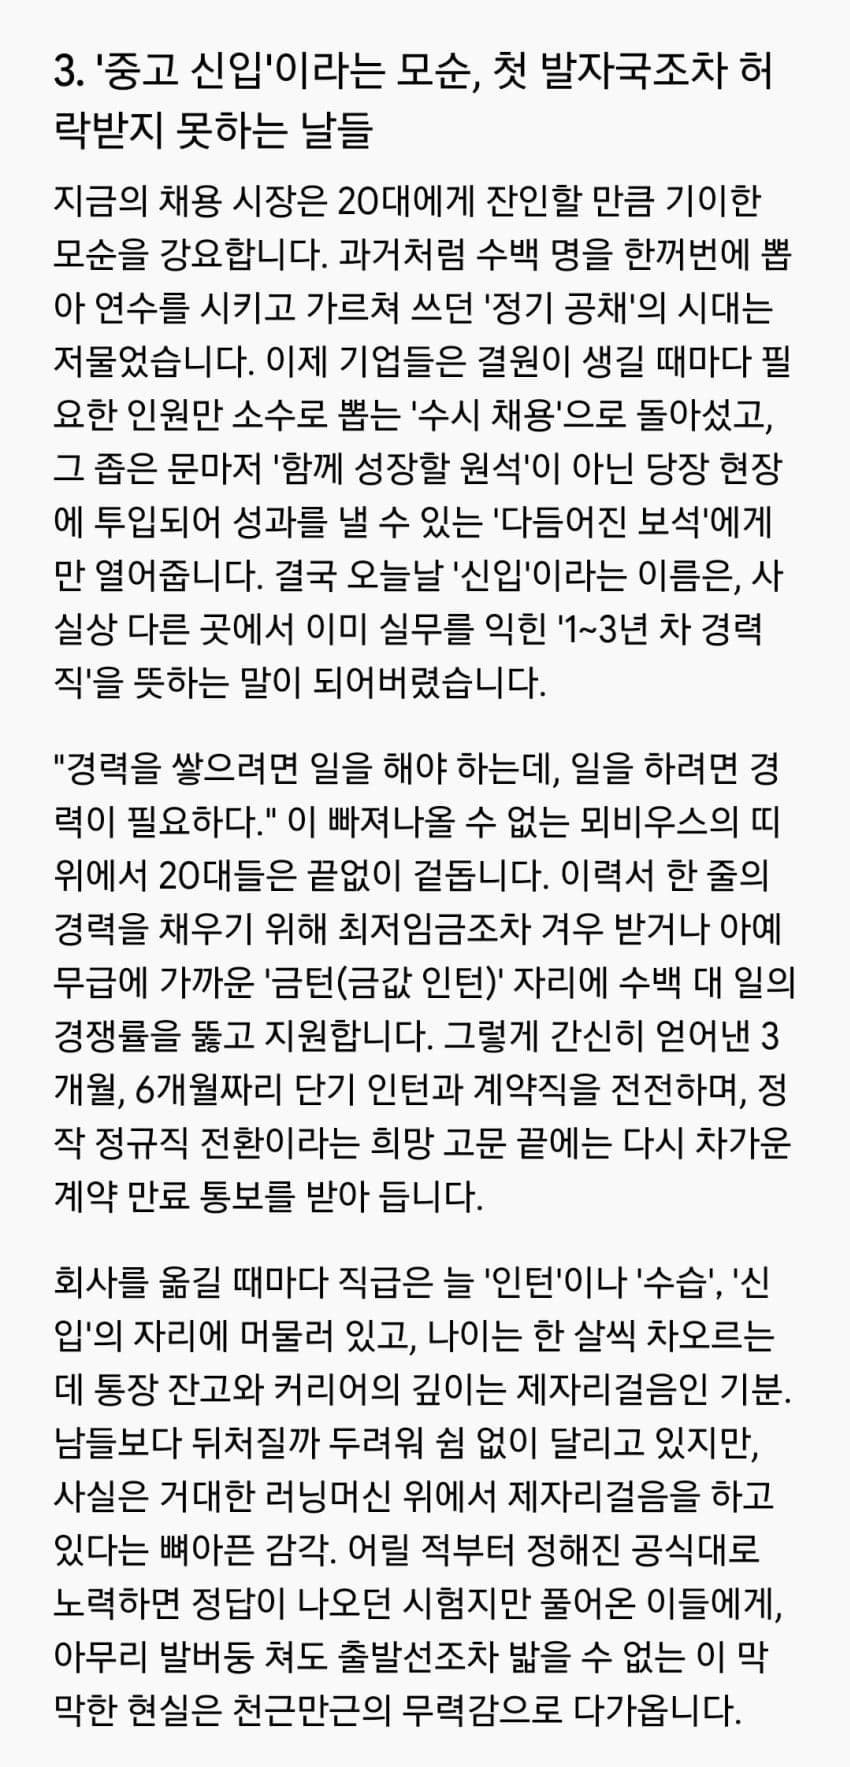 3. '중고 신입'이라는 모순, 첫 발자국조차 허
락받지 못하는 날들
지금의 채용 시장은 20대에게 잔인할 만큼 기이한
모순을 강요합니다. 과거처럼 수백 명을 한꺼번에 뽑
아 연수를 시키고 가르쳐 쓰던 '정기 공채'의 시대는
저물었습니다. 이제 기업들은 결원이 생길 때마다 필
요한 인원만 소수로 뽑는 '수시 채용'으로 돌아섰고,
그 좁은 문마저 '함께 성장할 원석'이 아닌 당장 현장
에 투입되어 성과를 낼 수 있는 '다듬어진 보석'에게
만 열어줍니다. 결국 오늘날 '신입'이라는 이름은, 사
실상 다른 곳에서 이미 실무를 익힌 '1~3년 차 경력
직'을 뜻하는 말이 되어버렸습니다.
"경력을 쌓으려면 일을 해야 하는데, 일을 하려면 경
력이 필요하다." 이 빠져나올 수 없는 뫼비우스의 띠
위에서 20대들은 끝없이 겉돕니다. 이력서 한 줄의
경력을 채우기 위해 최저임금조차 겨우 받거나 아예
무급에 가까운 '금턴(금값 인턴)' 자리에 수백 대 일의
경쟁률을 뚫고 지원합니다. 그렇게 간신히 얻어낸 3
개월, 6개월짜리 단기 인턴과 계약직을 전전하며, 정
작 정규직 전환이라는 희망 고문 끝에는 다시 차가운
계약 만료 통보를 받아 듭니다.
회사를 옮길 때마다 직급은 늘 '인턴'이나 '수습', '신
입'의 자리에 머물러 있고, 나이는 한 살씩 차오르는
데 통장 잔고와 커리어의 깊이는 제자리걸음인 기분.
남들보다 뒤처질까 두려워 쉼 없이 달리고 있지만,
사실은 거대한 러닝머신 위에서 제자리걸음을 하고
있다는 뼈아픈 감각. 어릴 적부터 정해진 공식대로
노력하면 정답이 나오던 시험지만 풀어온 이들에게,
아무리 발버둥 쳐도 출발선조차 밟을 수 없는 이 막
막한 현실은 천근만근의 무력감으로 다가옵니다.